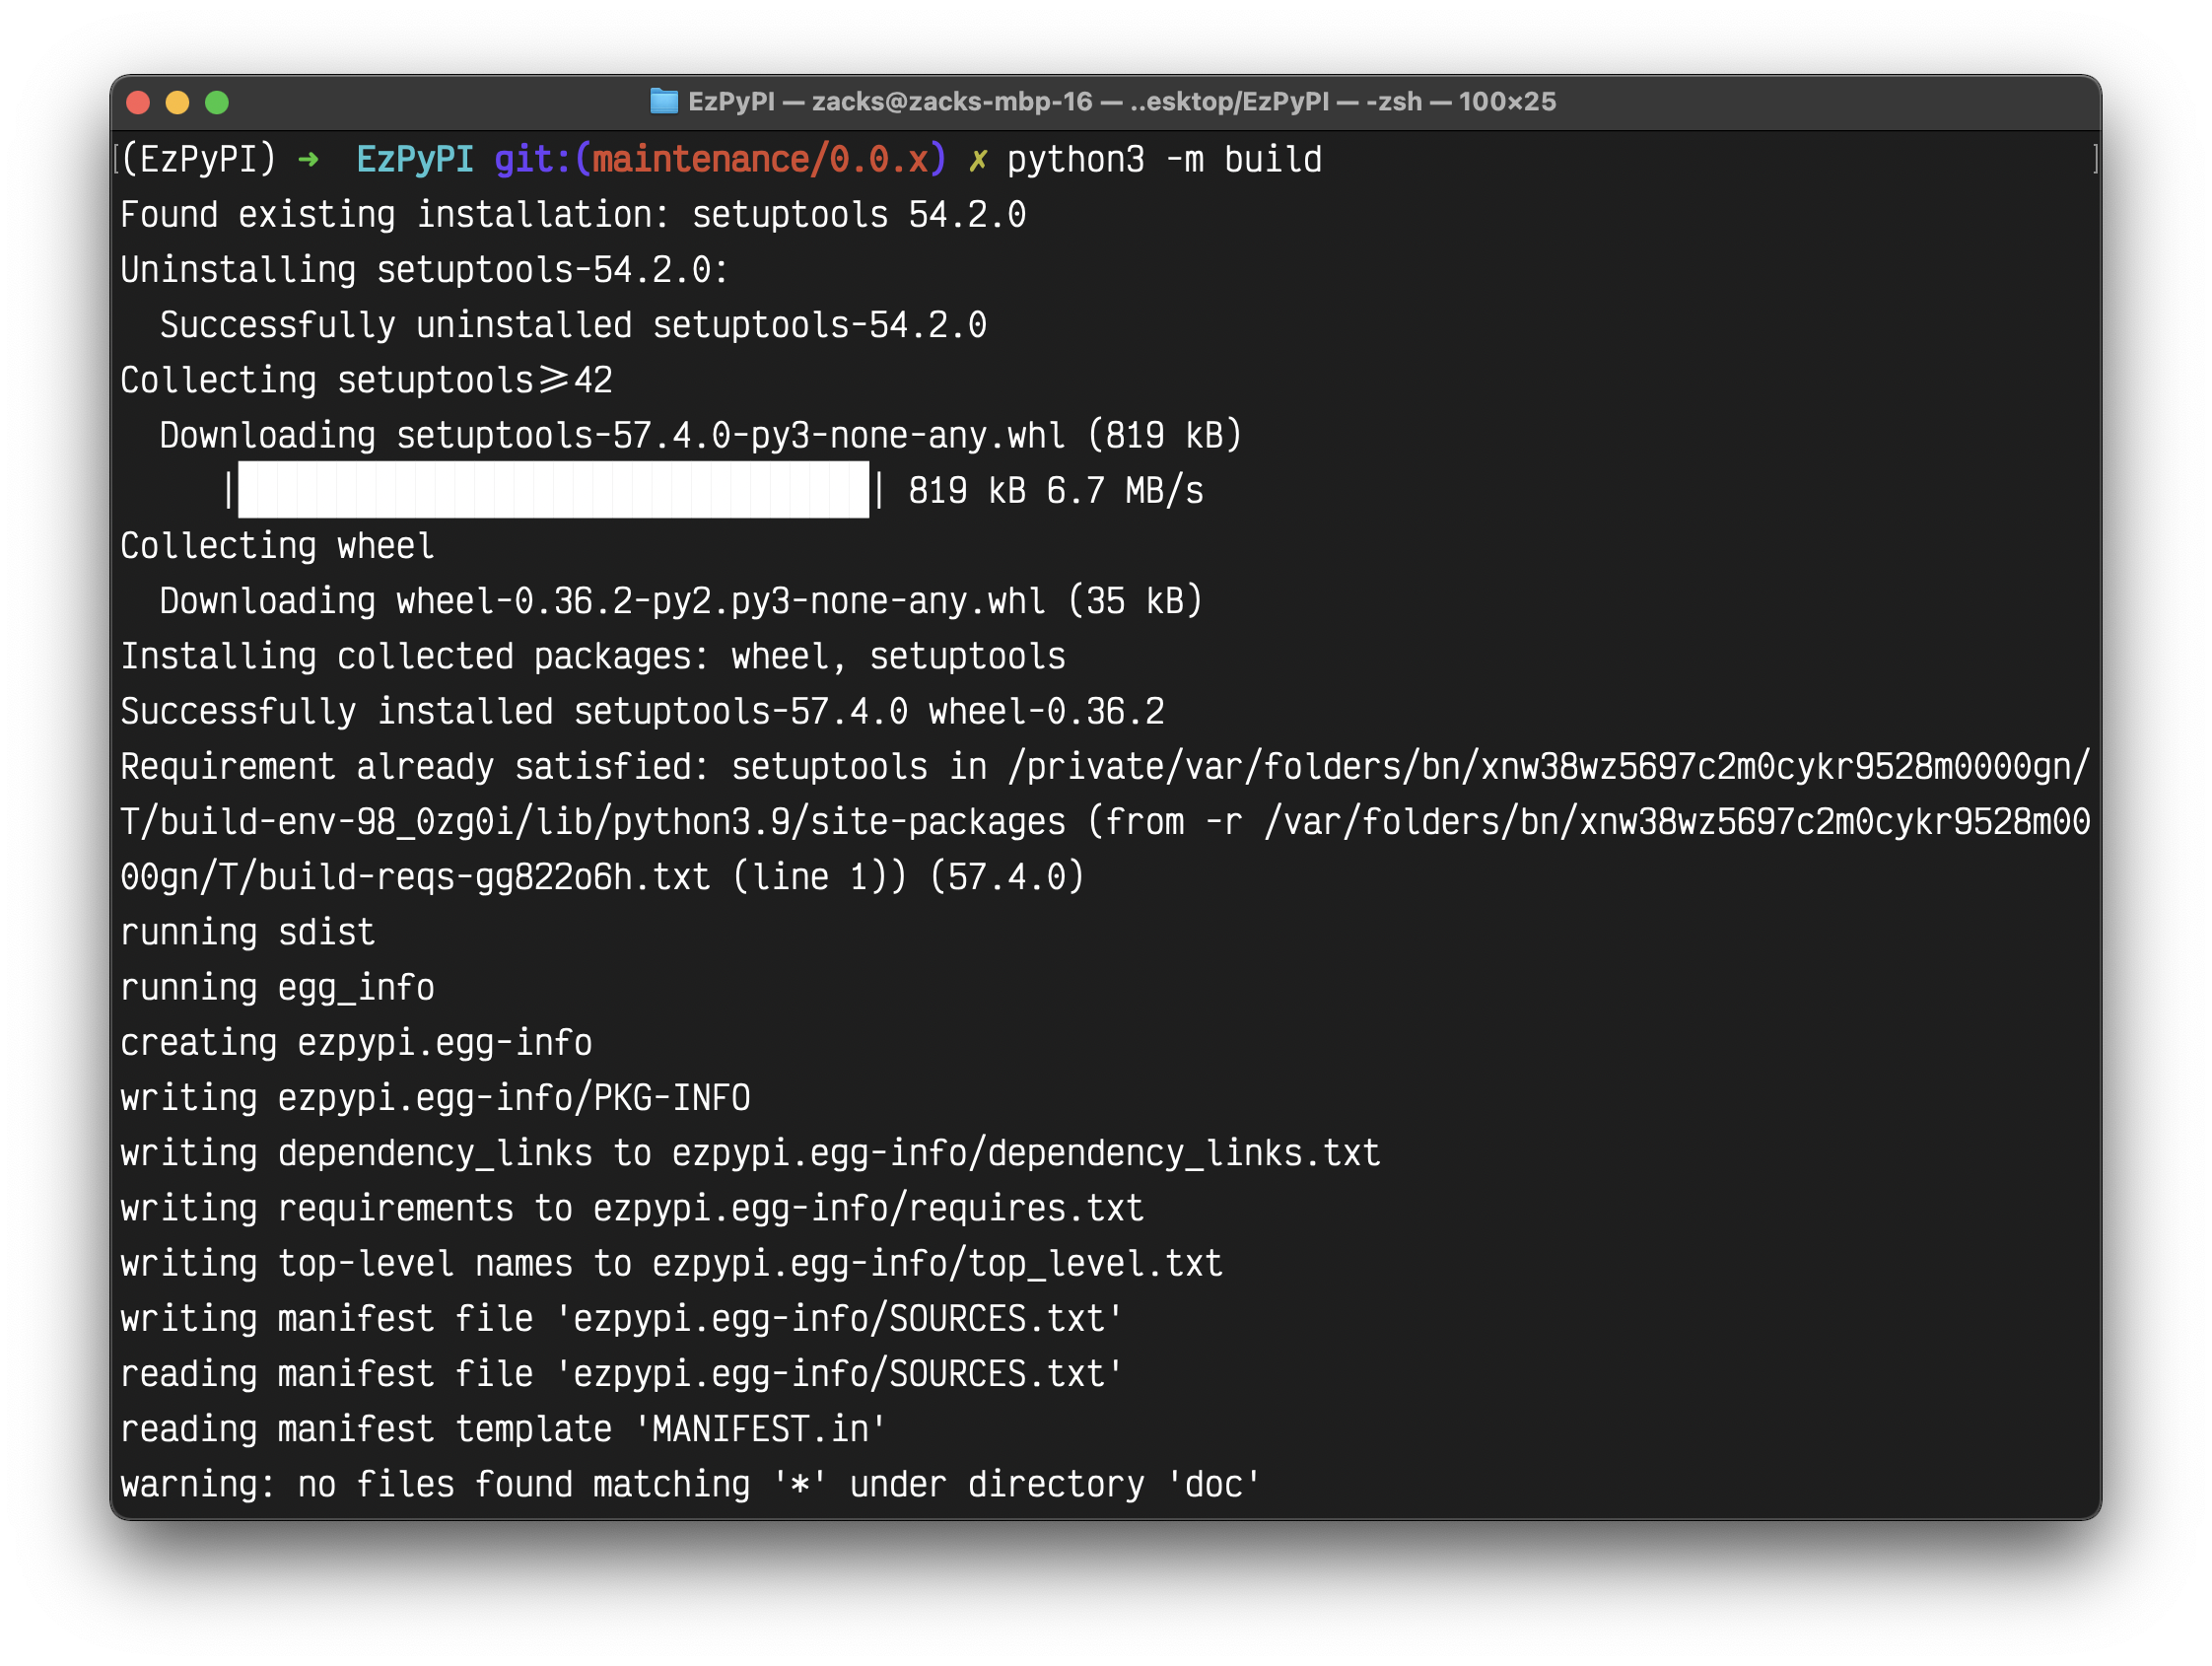 EzPyPI — zacks@zacks-mbp-16 — ..esktop/EzPyPI — -zsh — 100×25
[(EzPyPI) ➜  EzPyPI git:(maintenance/0.0.x) ✗ python3 -m build ]
Found existing installation: setuptools 54.2.0
Uninstalling setuptools-54.2.0:
  Successfully uninstalled setuptools-54.2.0
Collecting setuptools>=42
  Downloading setuptools-57.4.0-py3-none-any.whl (819 kB)
     |████████████████████████████████| 819 kB 6.7 MB/s
Collecting wheel
  Downloading wheel-0.36.2-py2.py3-none-any.whl (35 kB)
Installing collected packages: wheel, setuptools
Successfully installed setuptools-57.4.0 wheel-0.36.2
Requirement already satisfied: setuptools in /private/var/folders/bn/xnw38wz5697c2m0cykr9528m0000gn/
T/build-env-98_0zg0i/lib/python3.9/site-packages (from -r /var/folders/bn/xnw38wz5697c2m0cykr9528m00
00gn/T/build-reqs-gg822o6h.txt (line 1)) (57.4.0)
running sdist
running egg_info
creating ezpypi.egg-info
writing ezpypi.egg-info/PKG-INFO
writing dependency_links to ezpypi.egg-info/dependency_links.txt
writing requirements to ezpypi.egg-info/requires.txt
writing top-level names to ezpypi.egg-info/top_level.txt
writing manifest file 'ezpypi.egg-info/SOURCES.txt'
reading manifest file 'ezpypi.egg-info/SOURCES.txt'
reading manifest template 'MANIFEST.in'
warning: no files found matching '*' under directory 'doc'